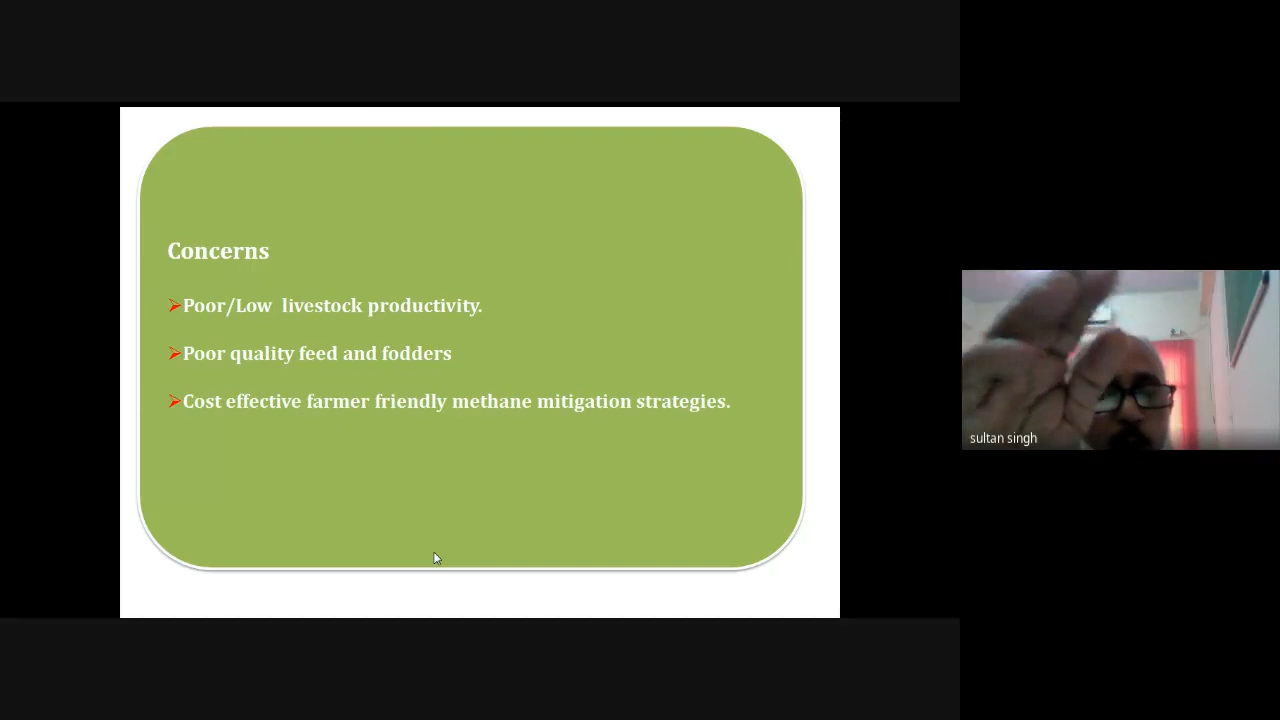 Concerns
➢Poor/Low livestock productivity.
➢Poor quality feed and fodders
➢Cost effective farmer friendly methane mitigation strategies.
sultan singh